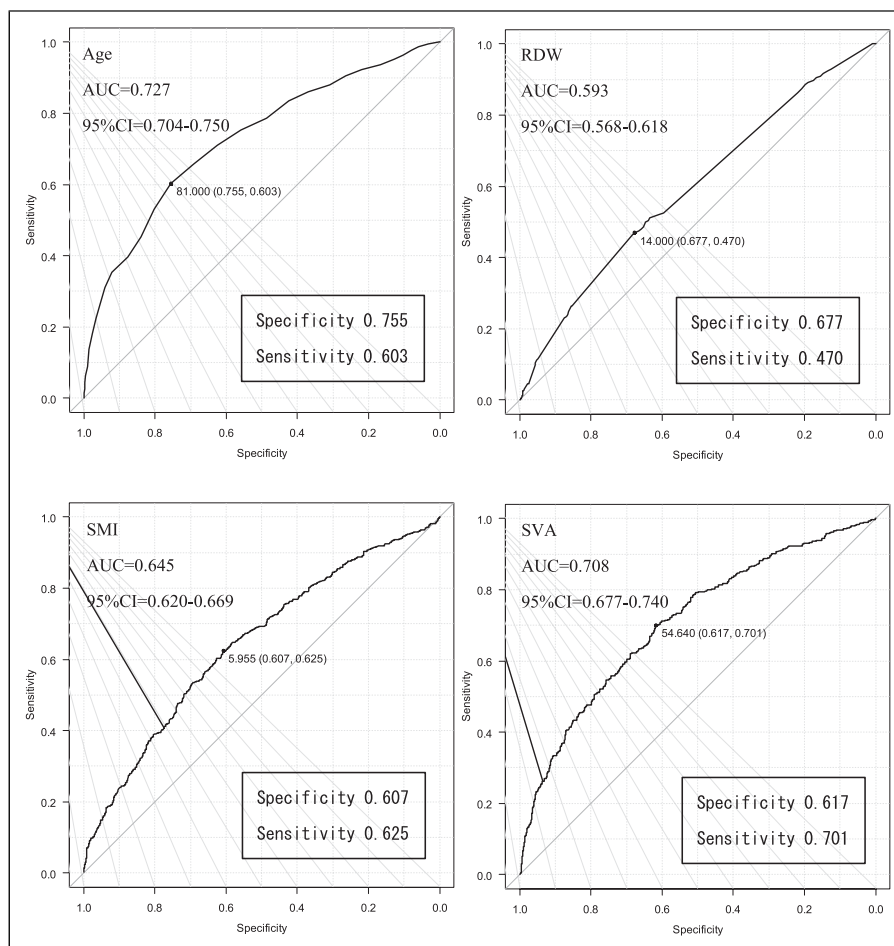 Age
AUC=0.727
95%CI=0.704-0.750
81.000 (0.755, 0.603)
Specificity 0.755
Sensitivity 0.603
Sensitivity
1.0
0.8
0.6
0.4
0.2
0.0
1.0 0.8 0.6 0.4 0.2 0.0
Specificity
RDW
AUC=0.593
95%CI=0.568-0.618
14.000 (0.677, 0.470)
Specificity 0.677
Sensitivity 0.470
Sensitivity
1.0
0.8
0.6
0.4
0.2
0.0
1.0 0.8 0.6 0.4 0.2 0.0
Specificity
SMI
AUC=0.645
95%CI=0.620-0.669
5.955 (0.607, 0.625)
Specificity 0.607
Sensitivity 0.625
Sensitivity
1.0
0.8
0.6
0.4
0.2
0.0
1.0 0.8 0.6 0.4 0.2 0.0
Specificity
SVA
AUC=0.708
95%CI=0.677-0.740
54.640 (0.617, 0.701)
Specificity 0.617
Sensitivity 0.701
Sensitivity
1.0
0.8
0.6
0.4
0.2
0.0
1.0 0.8 0.6 0.4 0.2 0.0
Specificity